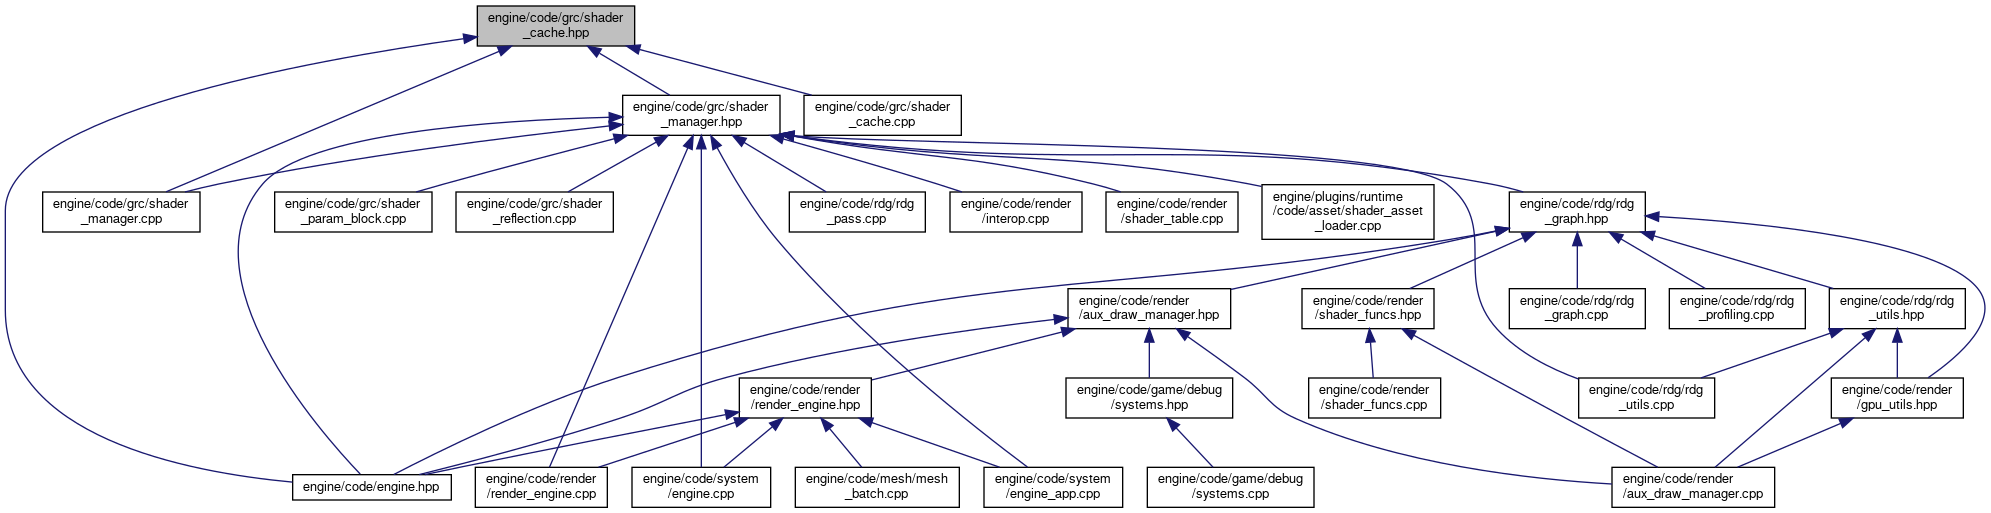 engine/code/grc/shader
_cache.hpp
engine/code/grc/shader
_manager.hpp
engine/code/grc/shader
_cache.cpp
engine/code/grc/shader
_manager.cpp
engine/code/grc/shader
_param_block.cpp
engine/code/grc/shader
_reflection.cpp
engine/code/rdg/rdg
_pass.cpp
engine/code/render
/interop.cpp
engine/code/render
/shader_table.cpp
engine/plugins/runtime
/code/asset/shader_asset
_loader.cpp
engine/code/rdg/rdg
_graph.hpp
engine/code/render
/aux_draw_manager.hpp
engine/code/render
/shader_funcs.hpp
engine/code/rdg/rdg
_graph.cpp
engine/code/rdg/rdg
_profiling.cpp
engine/code/rdg/rdg
_utils.hpp
engine/code/render
/render_engine.hpp
engine/code/game/debug
/systems.hpp
engine/code/render
/shader_funcs.cpp
engine/code/rdg/rdg
_utils.cpp
engine/code/render
/gpu_utils.hpp
engine/code/engine.hpp
engine/code/render
/render_engine.cpp
engine/code/system
/engine.cpp
engine/code/mesh/mesh
_batch.cpp
engine/code/system
/engine_app.cpp
engine/code/game/debug
/systems.cpp
engine/code/render
/aux_draw_manager.cpp